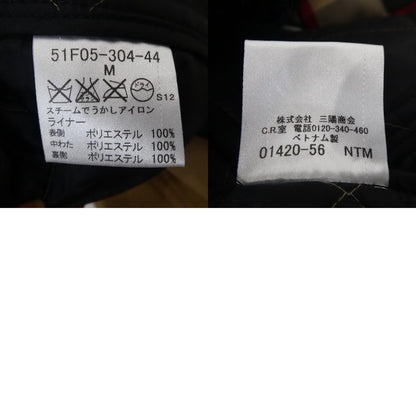 51F05-304-44
M
ドライ
S12
スチームでうかしアイロン
ライナー
表側 ポリエステル 100%
中わた ポリエステル 100%
裏側 ポリエステル 100%
株式会社 三陽商会
C.R.室 電話0120-340-460
ベトナム製
01420-56 NTM